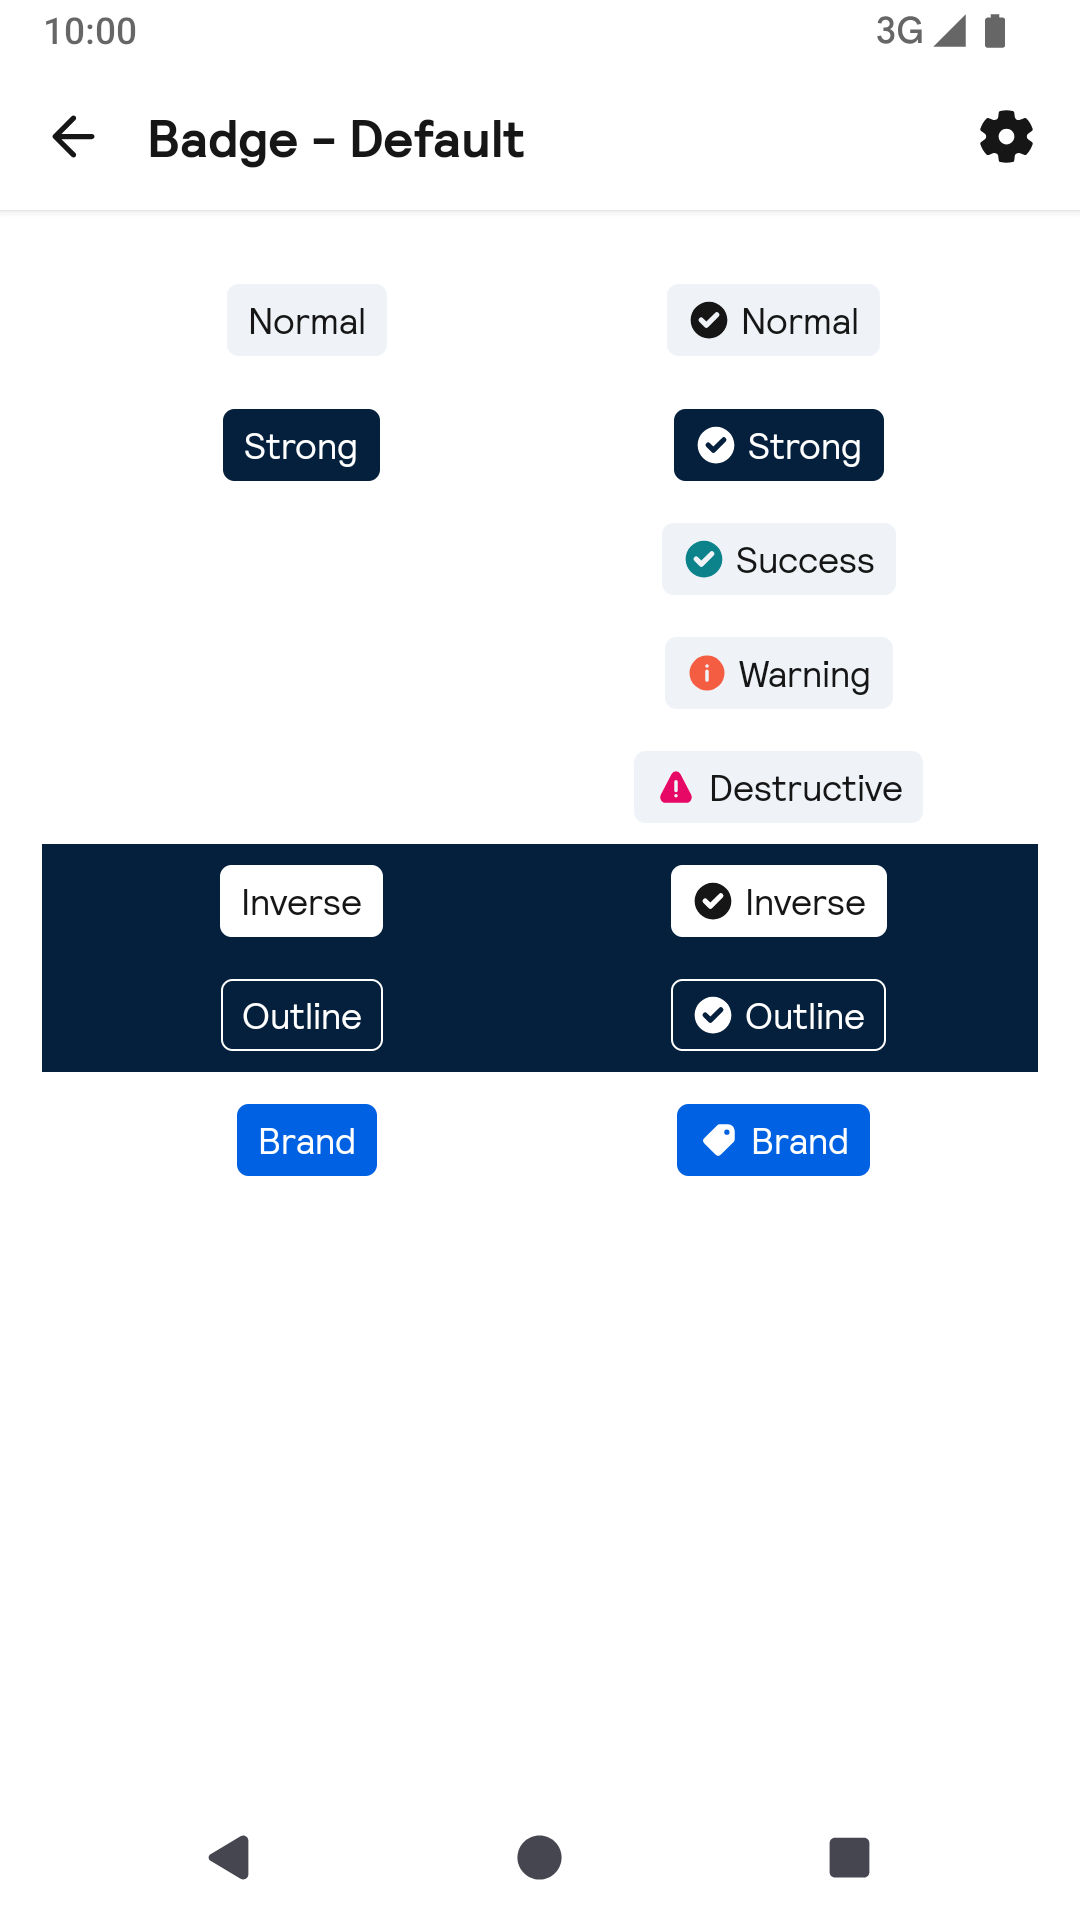 10:00 3G
Badge – Default
Normal Normal
Strong Strong
Success
Warning
Destructive
Inverse Inverse
Outline Outline
Brand Brand